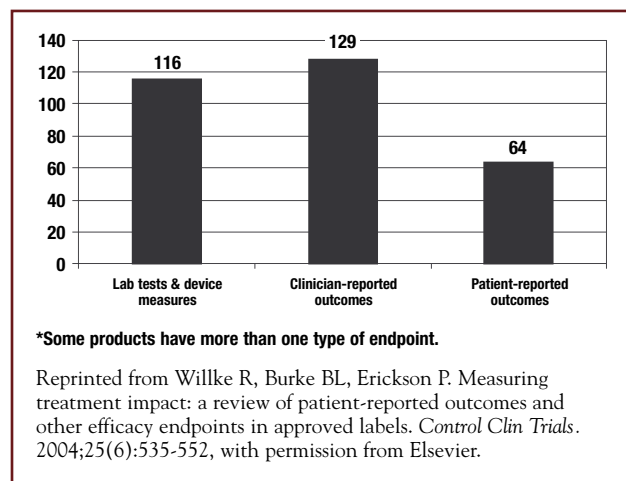 140
120
100
80
60
40
20
0
116
129
64
Lab tests & device
measures
Clinician-reported
outcomes
Patient-reported
outcomes
*Some products have more than one type of endpoint.
Reprinted from Willke R, Burke BL, Erickson P. Measuring
treatment impact: a review of patient-reported outcomes and
other efficacy endpoints in approved labels. Control Clin Trials.
2004;25(6):535-552, with permission from Elsevier.